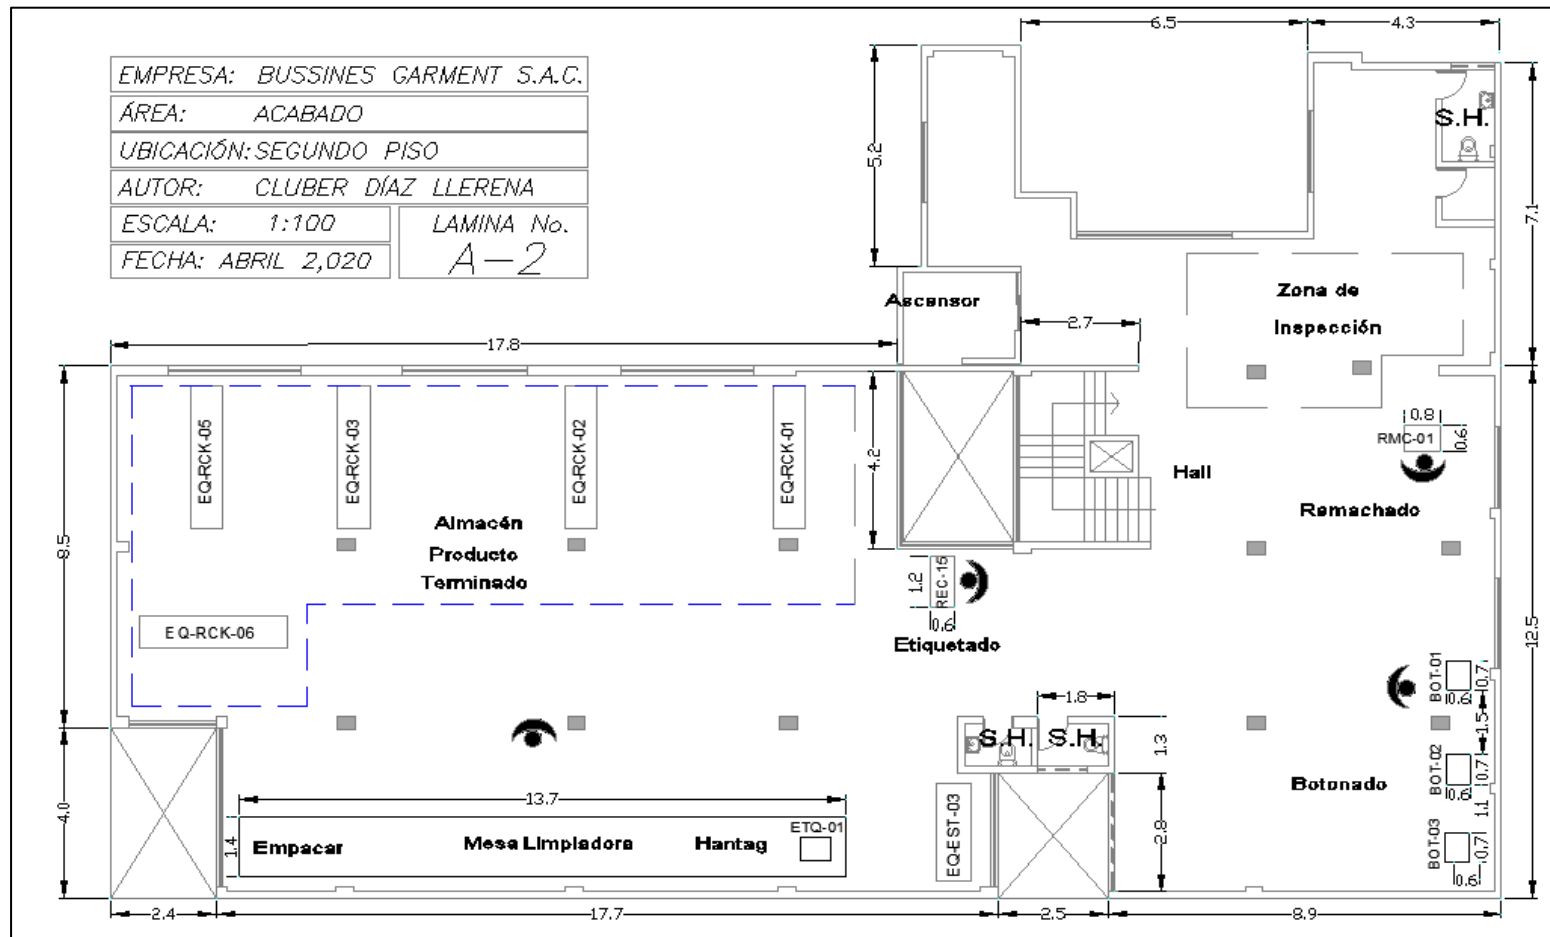 EMPRESA: BUSSINES GARMENT S.A.C.
ÁREA: ACABADO
UBICACIÓN: SEGUNDO PISO
AUTOR: CLUBER DÍAZ LLERENA
ESCALA: 1:100
LAMINA No.
FECHA: ABRIL 2,020
A-2
6.5
4.3
5.2
S.H.
7.1
Zona de
Inspección
Ascensor
2.7
17.8
EQ-RCK-05
EQ-RCK-03
EQ-RCK-02
EQ-RCK-01
4.2
0.8
RMC-01
0.6
Hall
Remachado
Almacén
Producto
Terminado
8.5
1.2
REC-15
0.6
EQ-RCK-06
Etiquetado
12.5
BOT-01
0.7
0.6
1.8
1.5
S.H.
S.H.
1.3
BOT-02
0.7
0.6
Botonado
4.0
13.7
1.4
Empacar
Mesa Limpiadora
Hantag
ETQ-01
EQ-EST-03
2.8
1.1
BOT-03
0.7
0.6
2.4
17.7
2.5
8.9